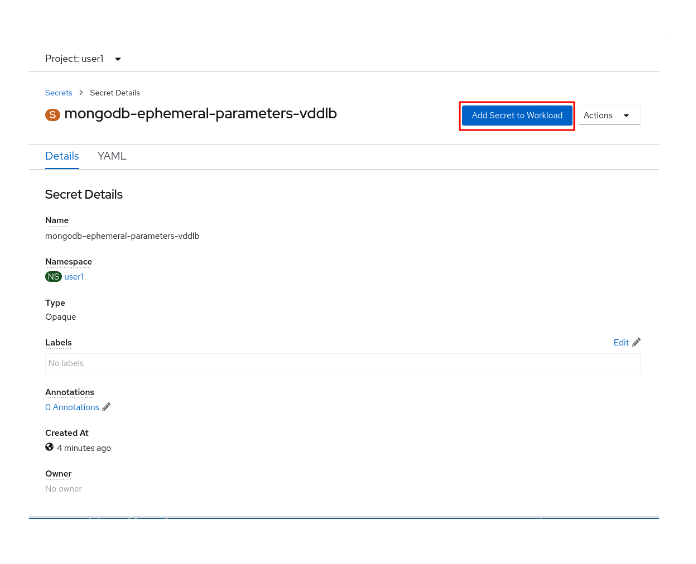 Project: user1
Secrets > Secret Details
S mongodb-ephemeral-parameters-vddlb
Add Secret to Workload
Actions
Details YAML
Secret Details
Name
mongodb-ephemeral-parameters-vddlb
Namespace
NS user1
Type
Opaque
Labels
Edit
No labels
Annotations
0 Annotations
Created At
4 minutes ago
Owner
No owner